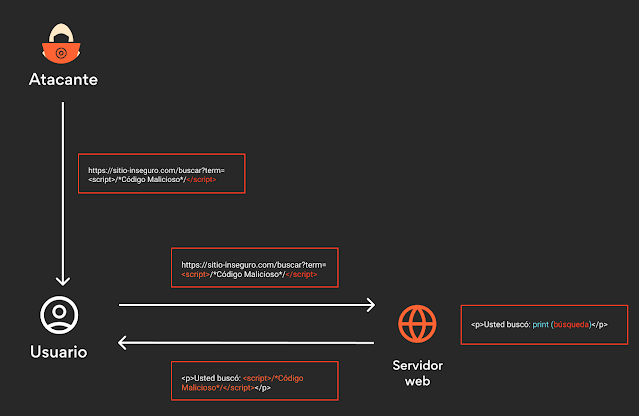 Atacante
https://sitio-inseguro.com/buscar?term=
<script>/*Código Malicioso*/</script>
https://sitio-inseguro.com/buscar?term=
<script>/*Código Malicioso*/</script>
Usuario
Servidor
web
<p>Usted buscó: print (búsqueda)</p>
<p>Usted buscó: <script>/*Código
Malicioso*/</script></p>